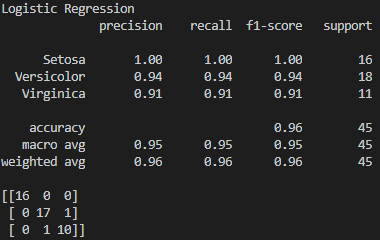 Logistic Regression
precision recall f1-score support
Setosa 1.00 1.00 1.00 16
Versicolor 0.94 0.94 0.94 18
Virginica 0.91 0.91 0.91 11
accuracy 0.96 45
macro avg 0.95 0.95 0.95 45
weighted avg 0.96 0.96 0.96 45
[[16 0 0]
[ 0 17 1]
[ 0 1 10]]